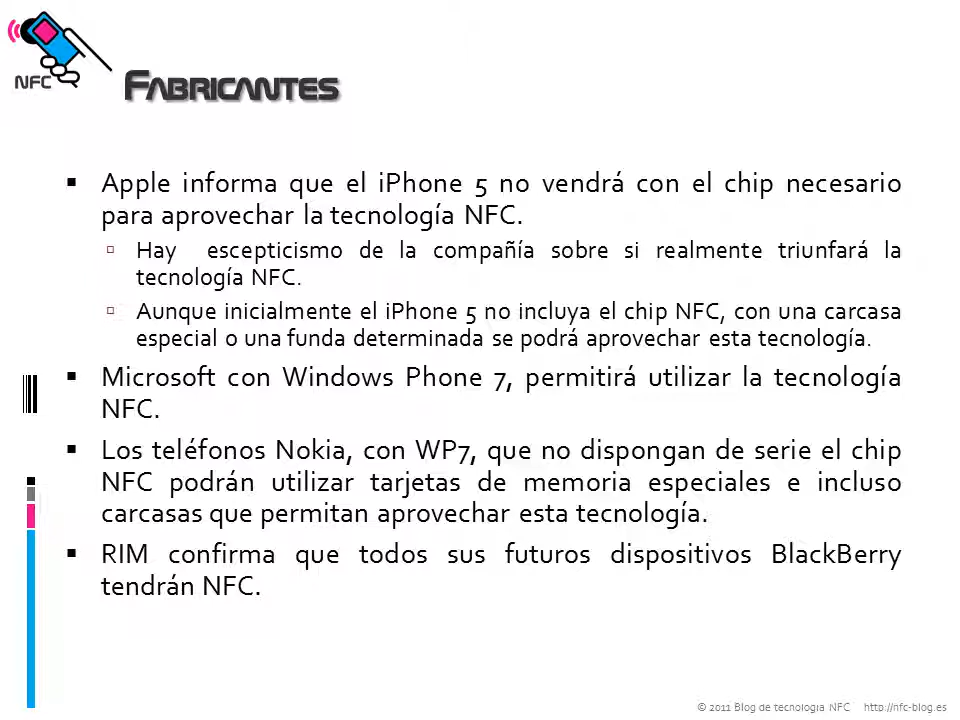 NFC
FABRICANTES
Apple informa que el iPhone 5 no vendrá con el chip necesario
para aprovechar la tecnología NFC.
Hay escepticismo de la compañía sobre si realmente triunfará la
tecnología NFC.
Aunque inicialmente el iPhone 5 no incluya el chip NFC, con una carcasa
especial o una funda determinada se podrá aprovechar esta tecnología.
Microsoft con Windows Phone 7, permitirá utilizar la tecnología
NFC.
Los teléfonos Nokia, con WP7, que no dispongan de serie el chip
NFC podrán utilizar tarjetas de memoria especiales e incluso
carcasas que permitan aprovechar esta tecnología.
RIM confirma que todos sus futuros dispositivos BlackBerry
tendrán NFC.
© 2011 Blog de tecnologia NFC http://nfc-blog.es